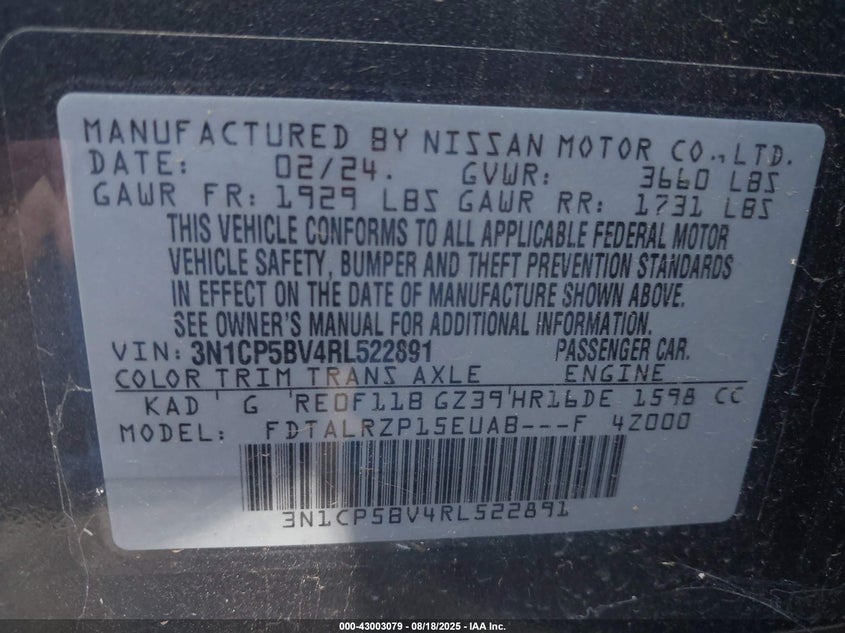 MANUFACTURED BY NISSAN MOTOR CO., LTD.
DATE: 02/24. GVWR: 3660 LBS
GAWR FR: 1929 LBS GAWR RR: 1731 LBS
THIS VEHICLE CONFORMS TO ALL APPLICABLE FEDERAL MOTOR
VEHICLE SAFETY, BUMPER AND THEFT PREVENTION STANDARDS
IN EFFECT ON THE DATE OF MANUFACTURE SHOWN ABOVE.
SEE OWNER'S MANUAL FOR ADDITIONAL INFORMATION.
VIN: 3N1CP5BV4RL522891 PASSENGER CAR.
COLOR TRIM TRANS AXLE ENGINE
KAD G RE0F11B GZ39 HR16DE 1598 CC
MODEL: FDTALRZP15EUAB---F 4Z000
3N1CP5BV4RL522891
000-43003079 - 08/18/2025 - IAA Inc.